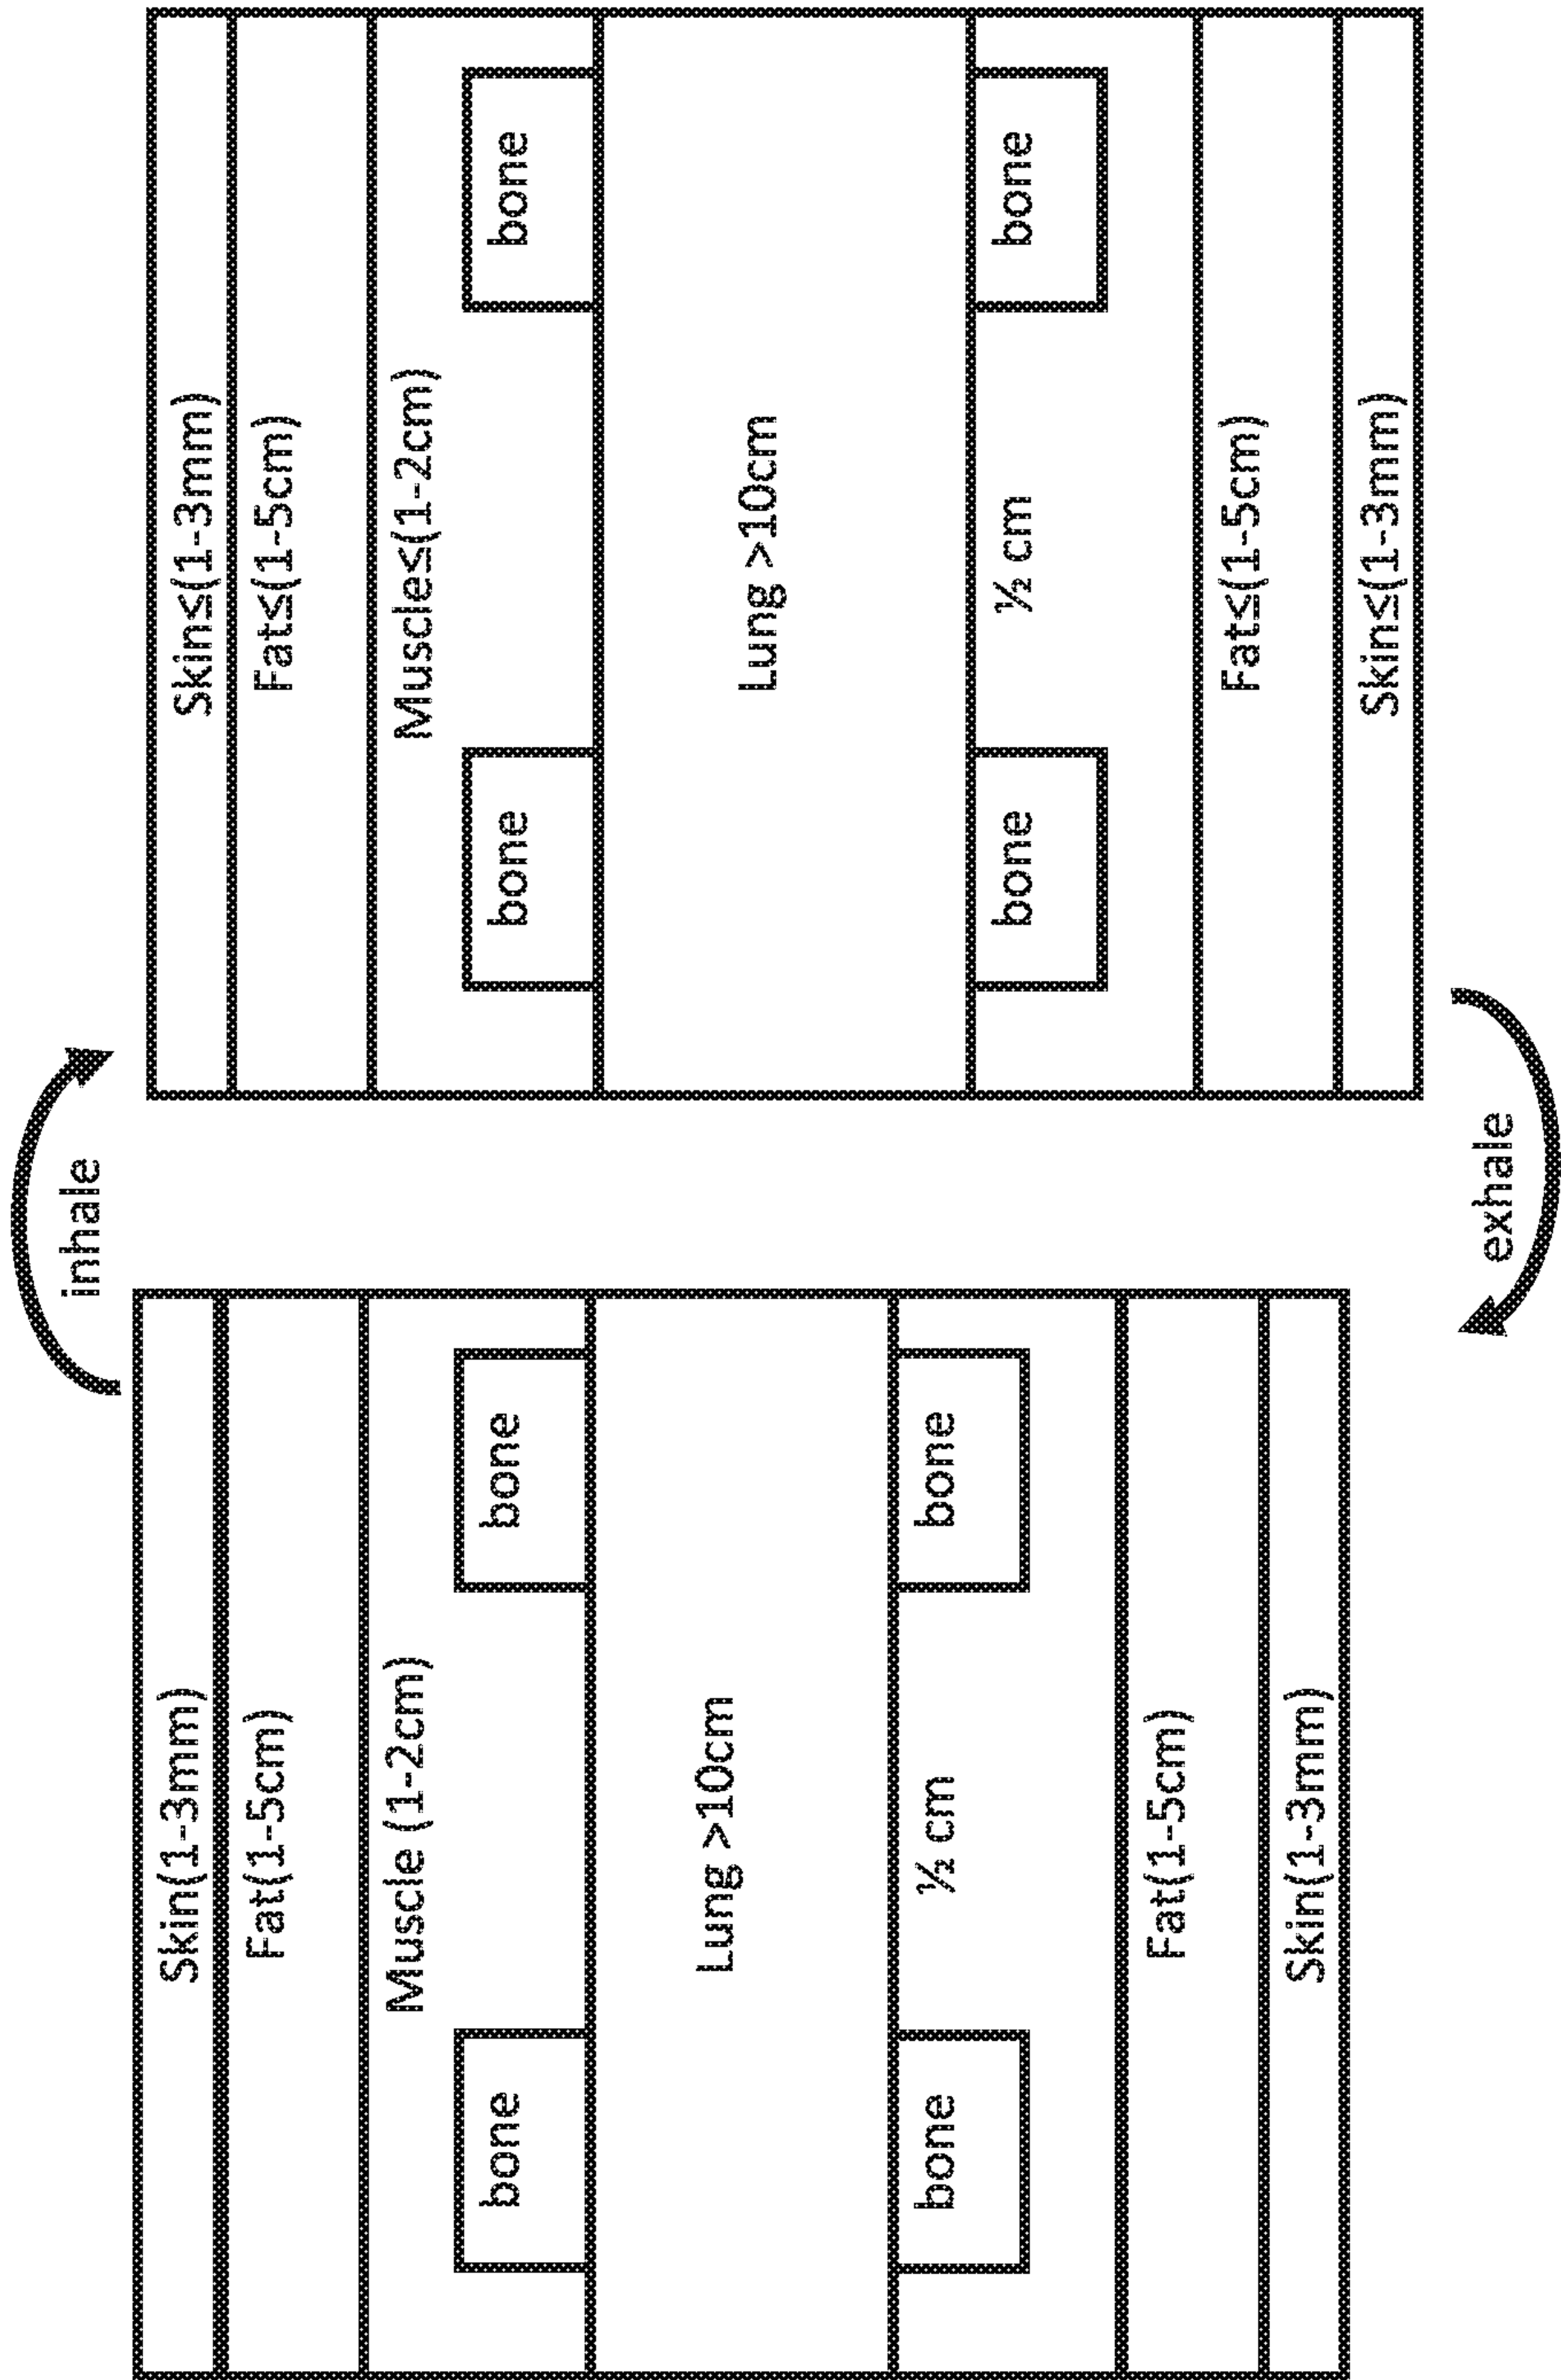 inhale
Skin(1-3mm)
Fat(1-5cm)
Muscle (1-2cm)
bone
bone
Lung >10cm
bone
½ cm
bone
Fat(1-5cm)
Skin(1-3mm)
Skin≤(1-3mm)
Fat≤(1-5cm)
Muscle≤(1-2cm)
bone
bone
Lung >10cm
bone
½ cm
bone
Fat≤(1-5cm)
Skin≤(1-3mm)
exhale